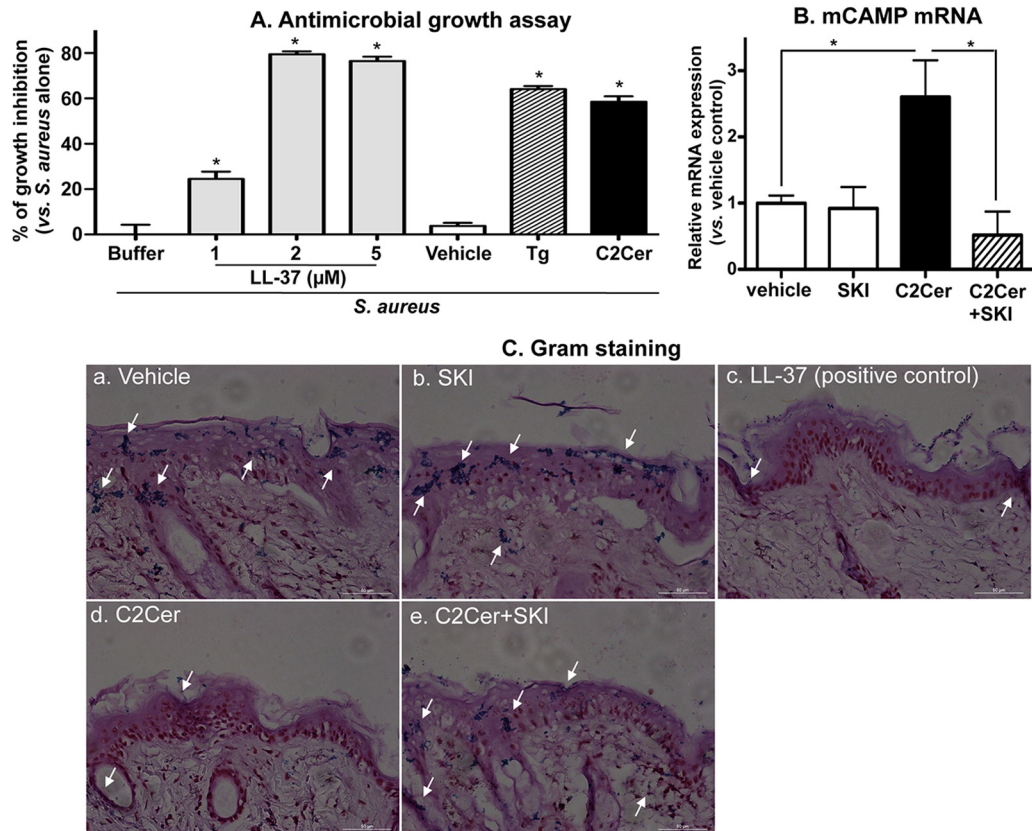 A. Antimicrobial growth assay
% of growth inhibition
(vs. S. aureus alone)
80
60
40
20
0
* * * * *
Buffer 1 2 5 Vehicle Tg C2Cer
LL-37 (µM)
S. aureus
B. mCAMP mRNA
Relative mRNA expression
(vs. vehicle control)
3
2
1
0
* *
vehicle SKI C2Cer C2Cer
+SKI
C. Gram staining
a. Vehicle
b. SKI
c. LL-37 (positive control)
d. C2Cer
e. C2Cer+SKI